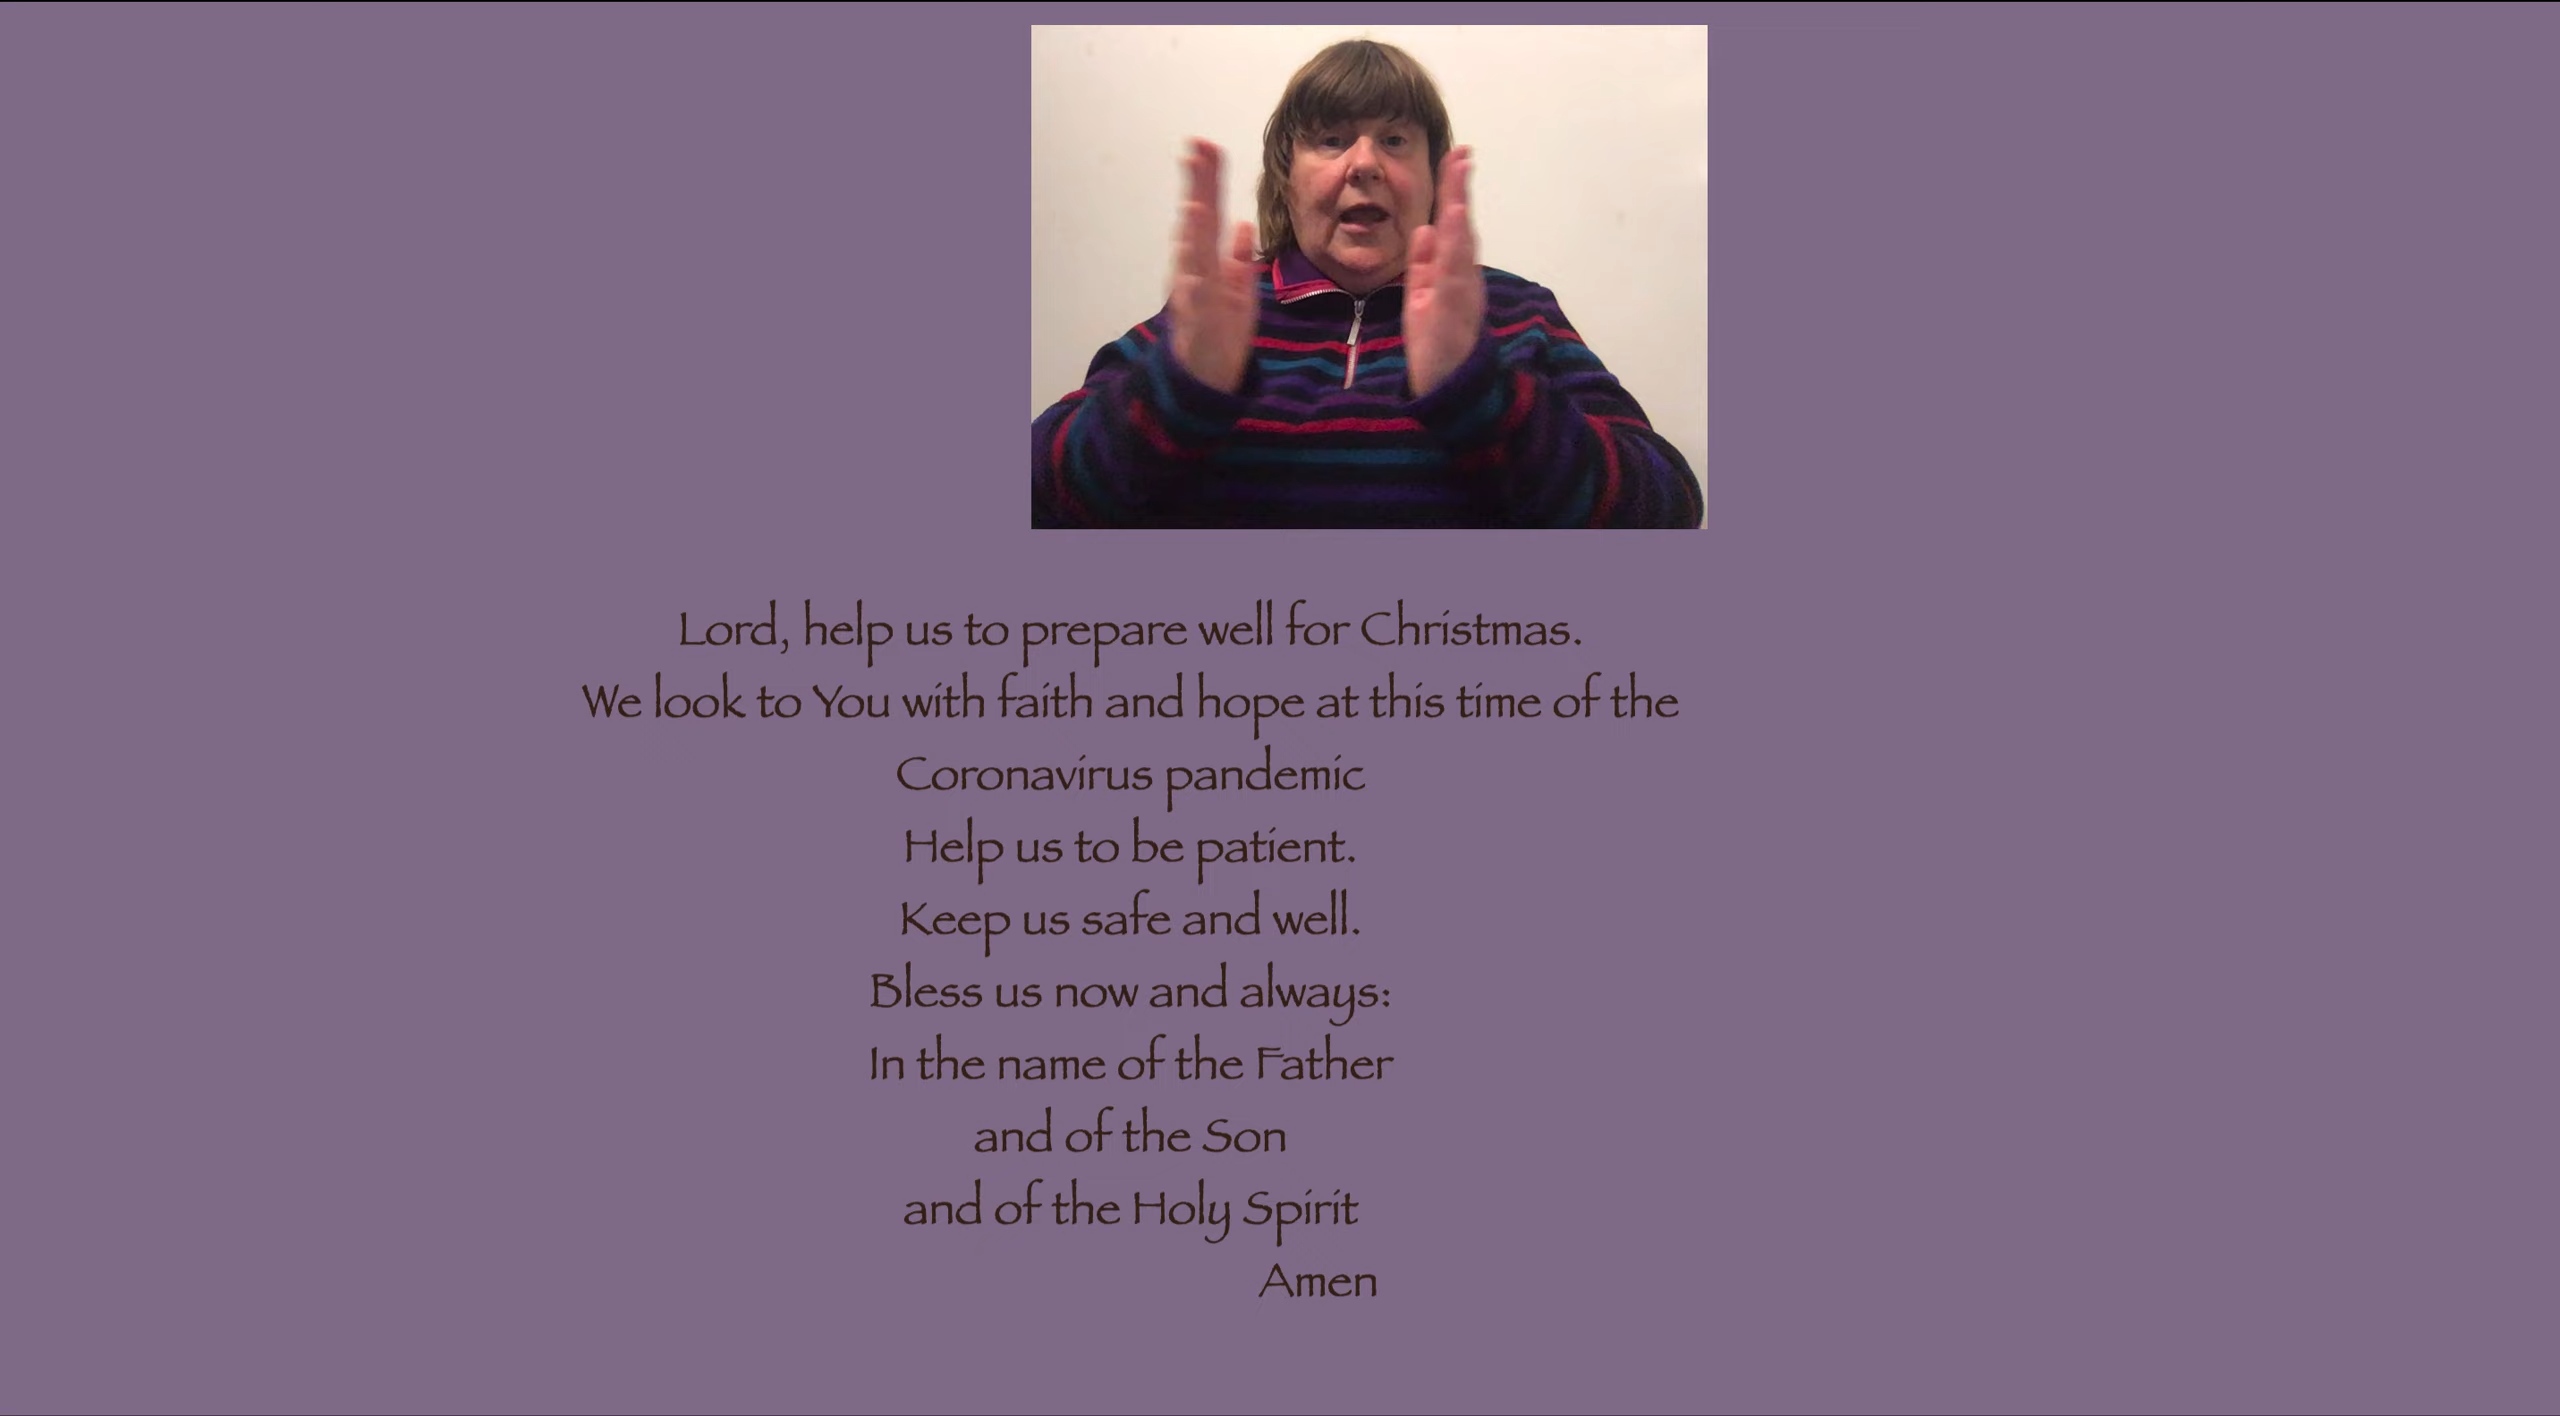 Lord, help us to prepare well for Christmas.
We look to You with faith and hope at this time of the
Coronavirus pandemic
Help us to be patient.
Keep us safe and well.
Bless us now and always:
In the name of the Father
and of the Son
and of the Holy Spirit
Amen